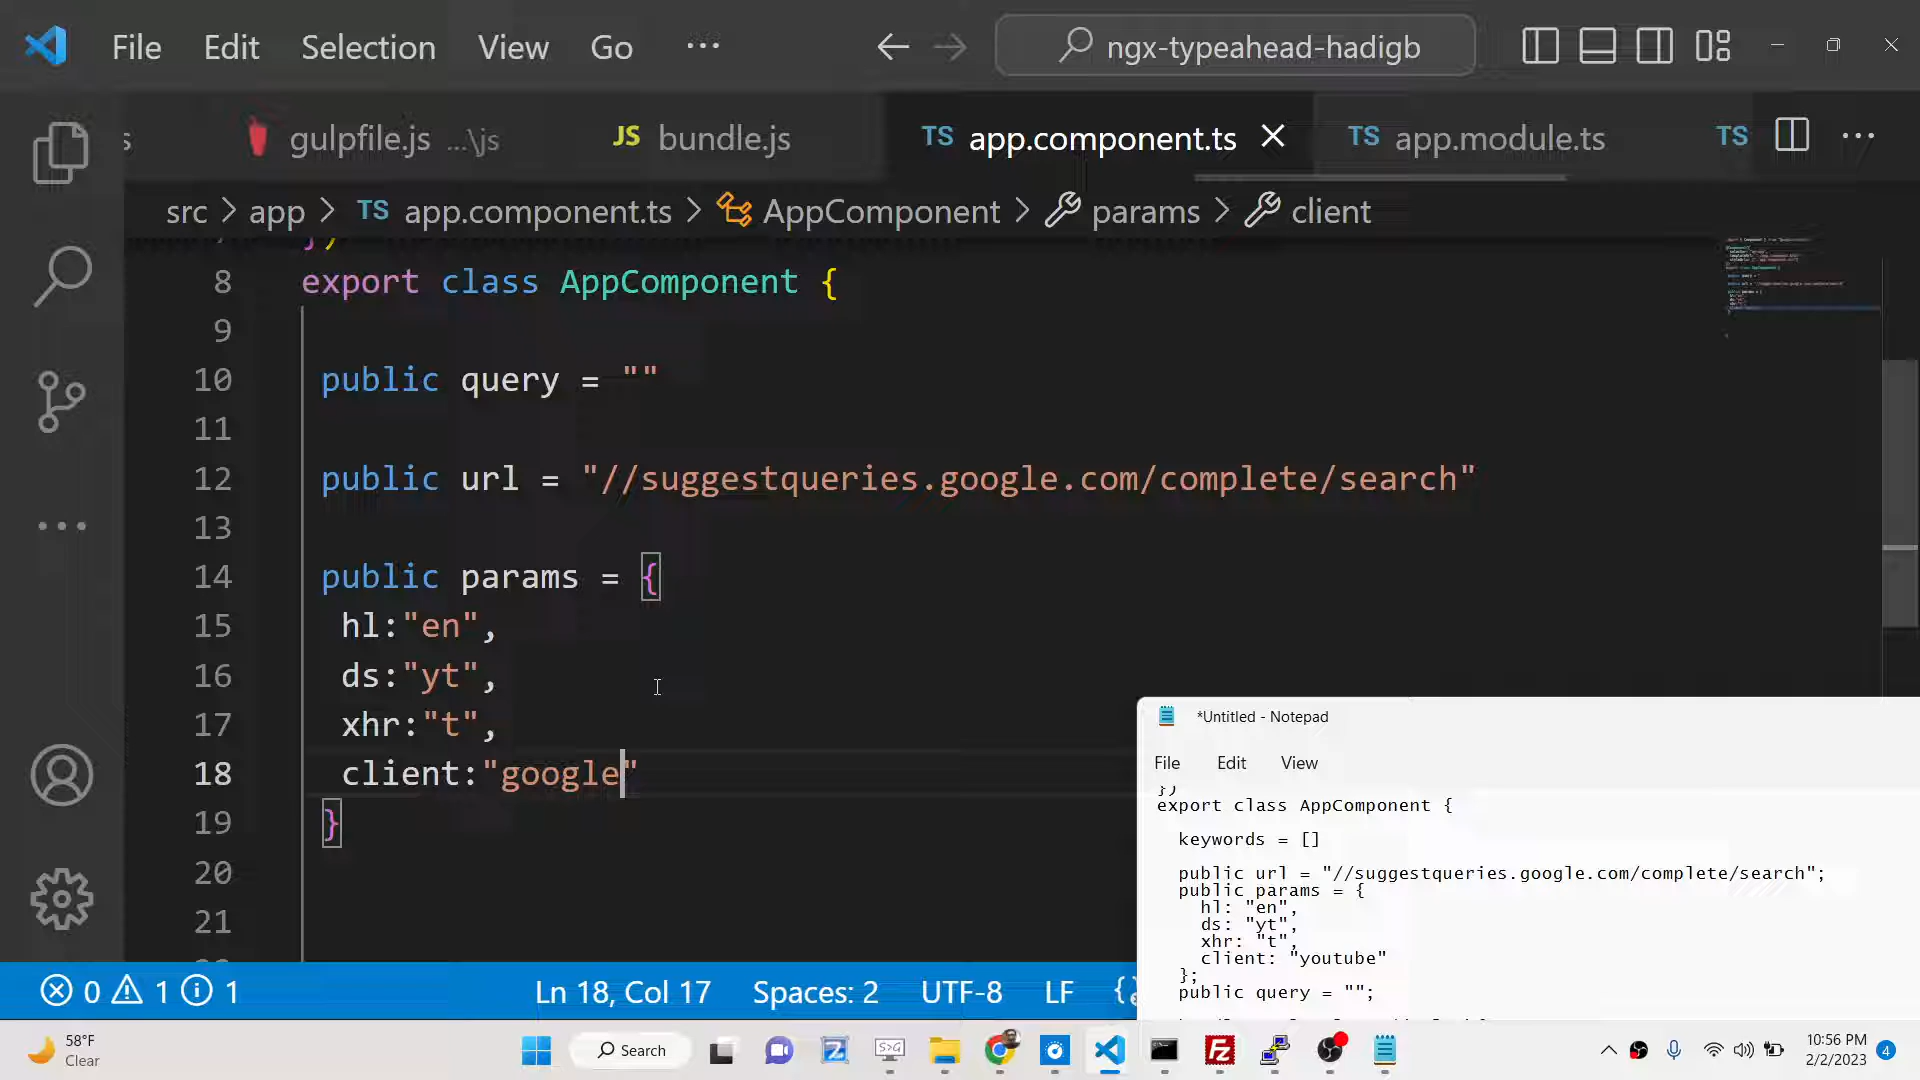 File Edit Selection View Go ··· ngx-typeahead-hadigb
s gulpfile.js ...\js JS bundle.js TS app.component.ts TS app.module.ts TS
src > app > TS app.component.ts > AppComponent > params > client
})
8 export class AppComponent {
9
10 public query = ""
11
12 public url = "//suggestqueries.google.com/complete/search"
13
14 public params = {
15 hl:"en",
16 ds:"yt",
17 xhr:"t",
18 client:"google"
19 }
20
21
0 1 1 Ln 18, Col 17 Spaces: 2 UTF-8 LF
*Untitled - Notepad
File Edit View
})
export class AppComponent {
keywords = []
public url = "//suggestqueries.google.com/complete/search";
public params = {
hl: "en",
ds: "yt",
xhr: "t",
client: "youtube"
};
public query = "";
58°F
Clear
Search
10:56 PM
2/2/2023
4